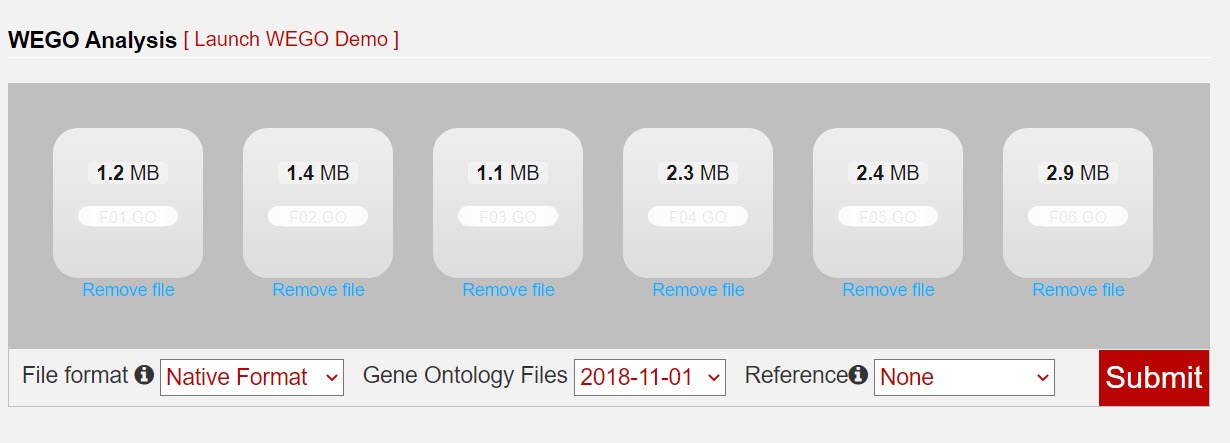 WEGO Analysis [ Launch WEGO Demo ]
1.2 MB 1.4 MB 1.1 MB 2.3 MB 2.4 MB 2.9 MB
F01.GO F02.GO F03.GO F04.GO F05.GO F06.GO
Remove file Remove file Remove file Remove file Remove file Remove file
File format Native Format Gene Ontology Files 2018-11-01 Reference None Submit